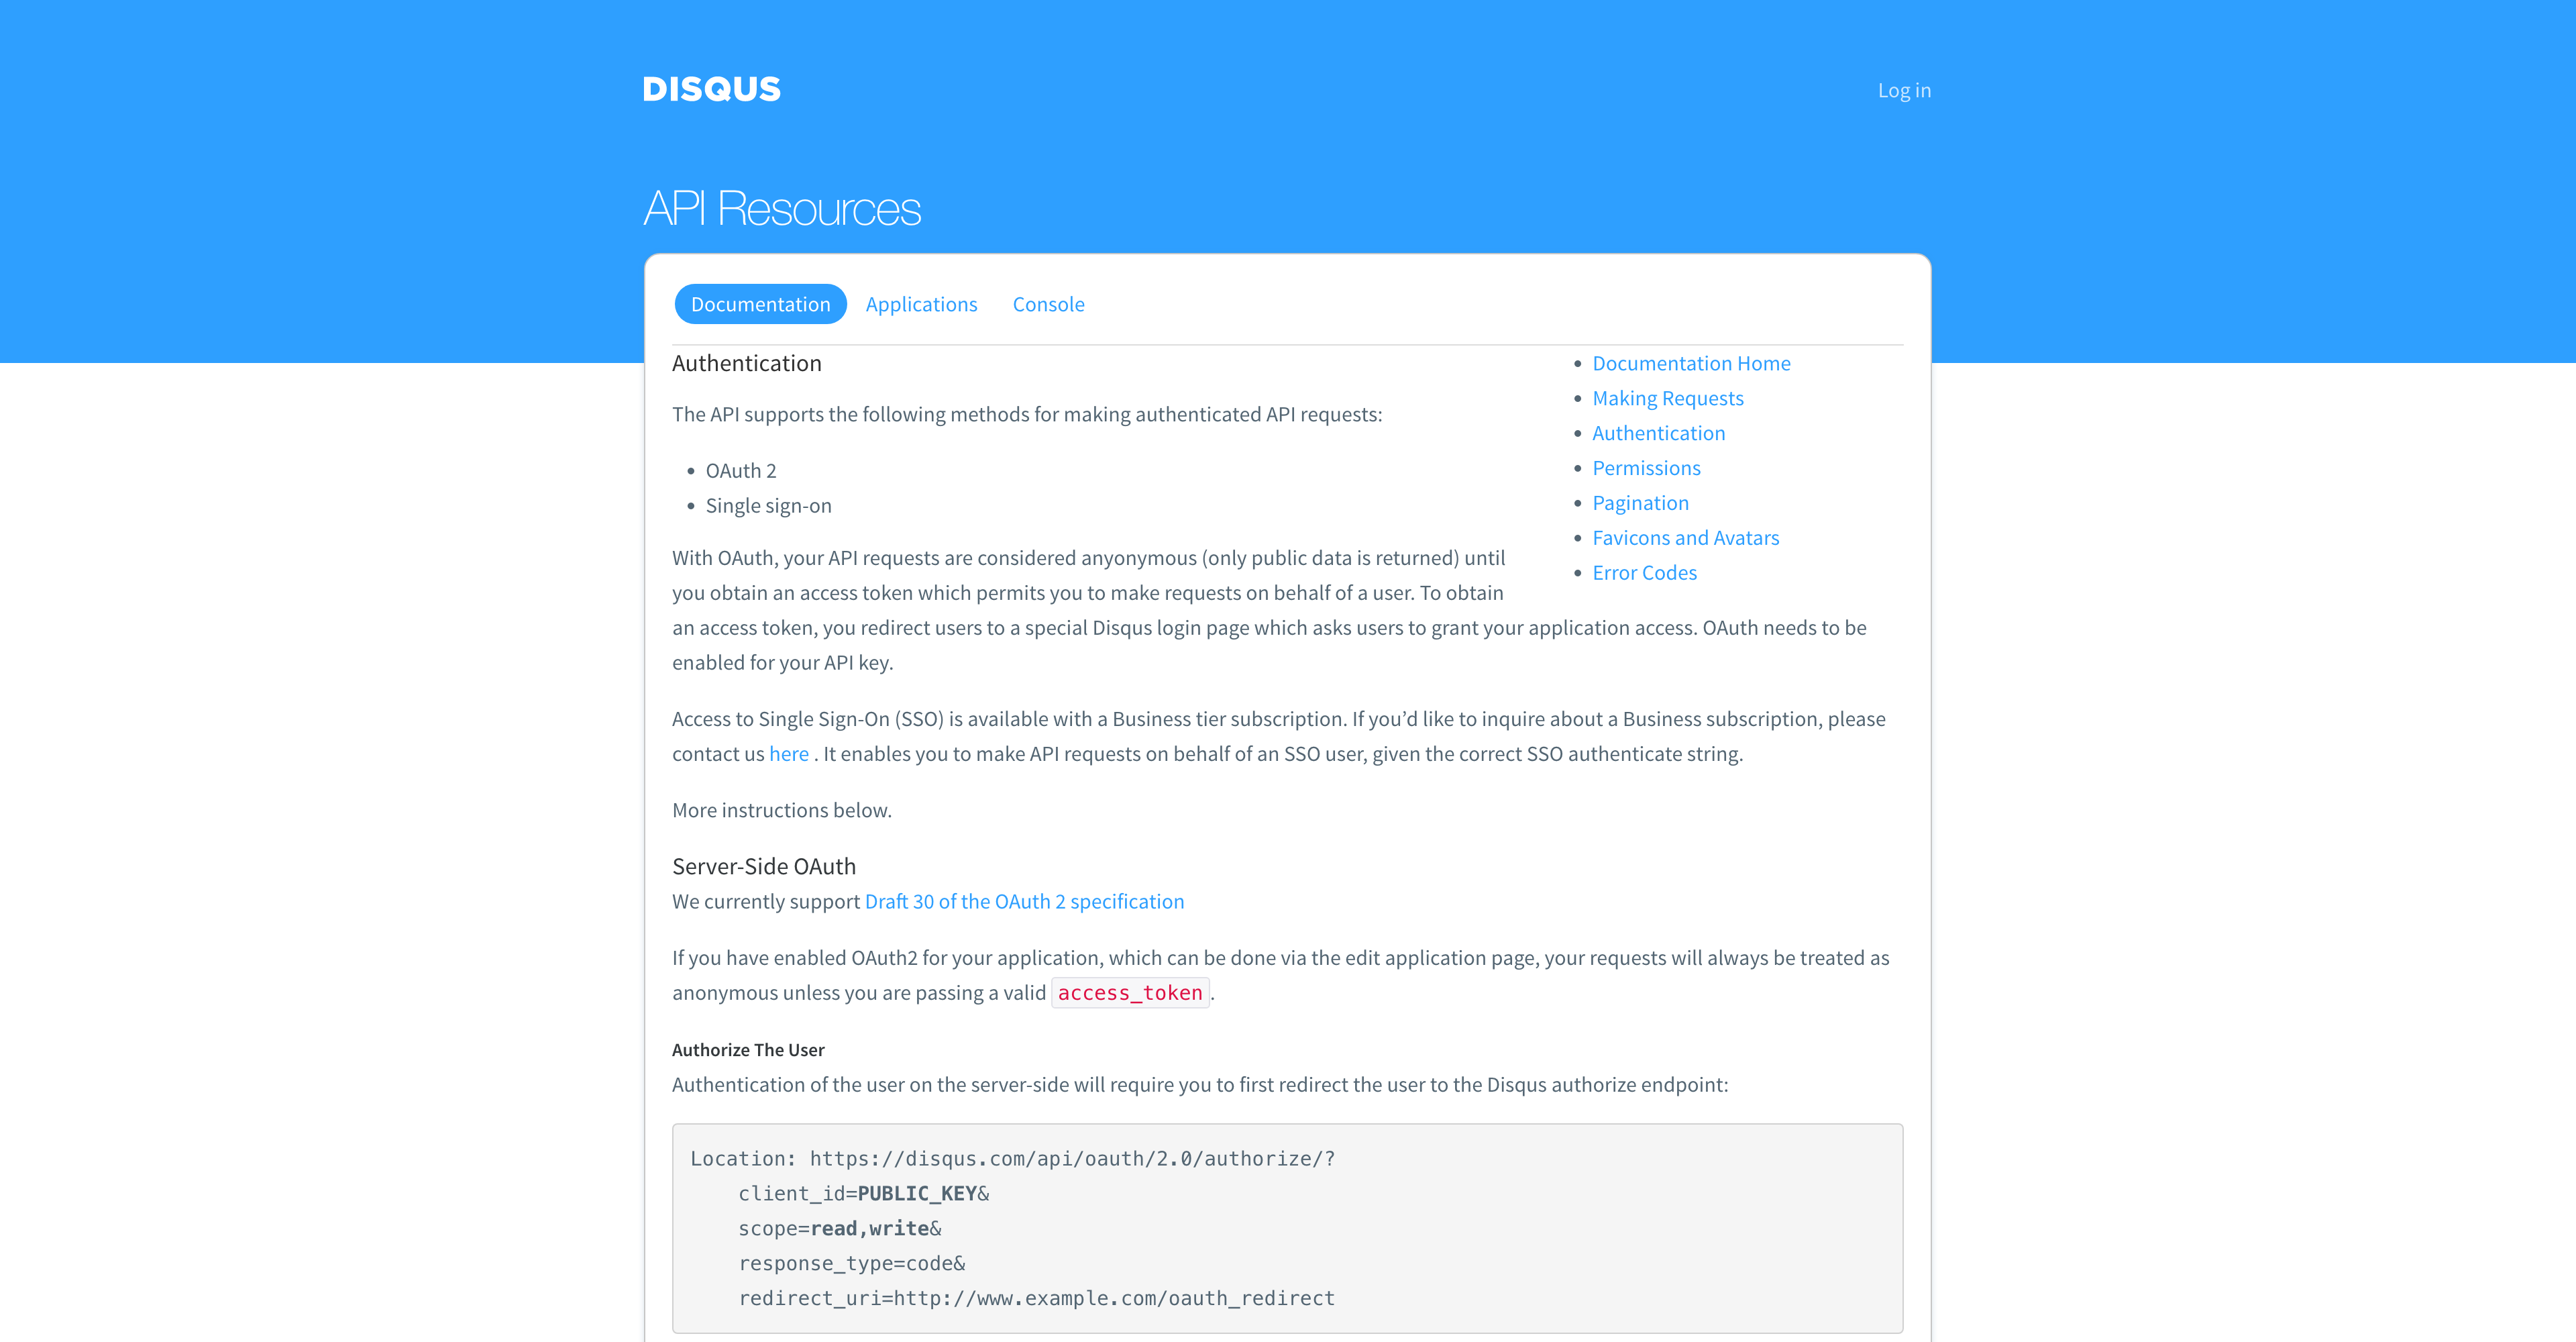 DISQUS
Log in
API Resources
Documentation
Applications
Console
Authentication
The API supports the following methods for making authenticated API requests:
OAuth 2
Single sign-on
Documentation Home
Making Requests
Authentication
Permissions
Pagination
Favicons and Avatars
Error Codes
With OAuth, your API requests are considered anonymous (only public data is returned) until
you obtain an access token which permits you to make requests on behalf of a user. To obtain
an access token, you redirect users to a special Disqus login page which asks users to grant your application access. OAuth needs to be
enabled for your API key.
Access to Single Sign-On (SSO) is available with a Business tier subscription. If you’d like to inquire about a Business subscription, please
contact us here . It enables you to make API requests on behalf of an SSO user, given the correct SSO authenticate string.
More instructions below.
Server-Side OAuth
We currently support Draft 30 of the OAuth 2 specification
If you have enabled OAuth2 for your application, which can be done via the edit application page, your requests will always be treated as
anonymous unless you are passing a valid access_token.
Authorize The User
Authentication of the user on the server-side will require you to first redirect the user to the Disqus authorize endpoint:
Location: https://disqus.com/api/oauth/2.0/authorize/?
client_id=PUBLIC_KEY&
scope=read,write&
response_type=code&
redirect_uri=http://www.example.com/oauth_redirect